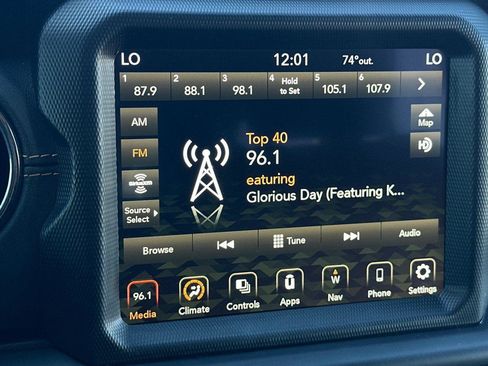 LO 12:01 74°out. LO
1 2 3 4 5 6
87.9 88.1 98.1 Hold to Set 105.1 107.9
AM
Map
FM
HD
Top 40
96.1
SiriusXM
eaturing
Glorious Day (Featuring K...
Source
Select
Browse Tune Audio
96.1 W
Media Climate Controls Apps Nav Phone Settings